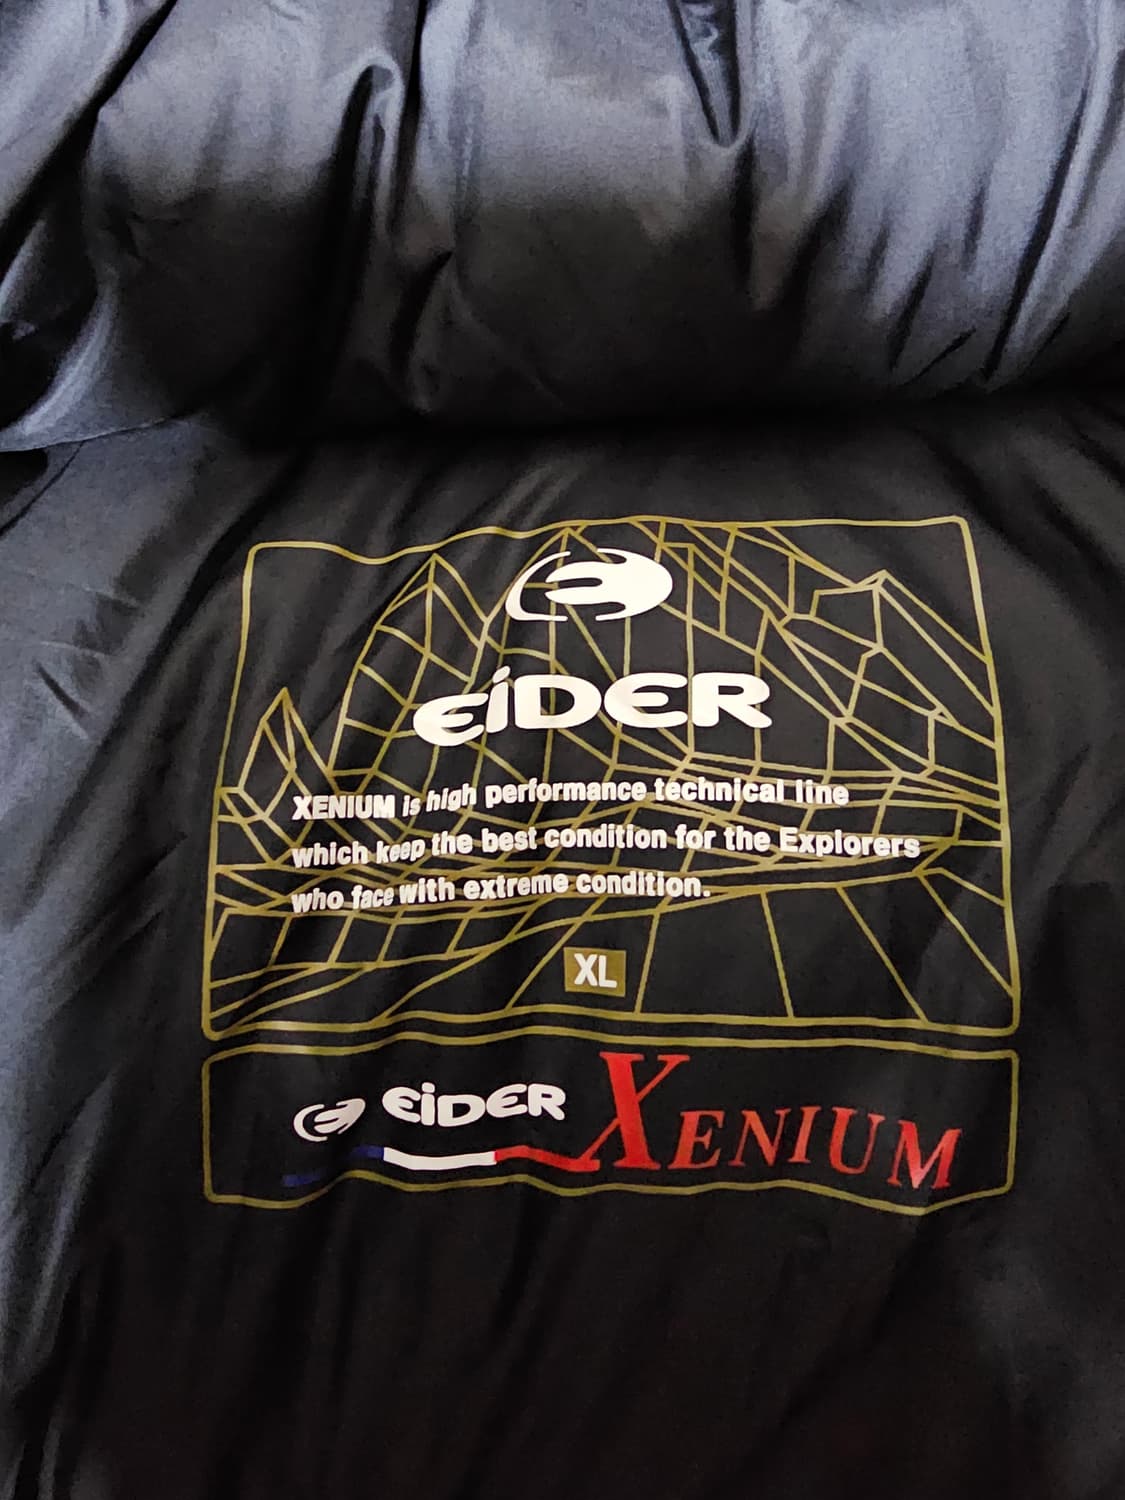 EiDER
XENIUM is high performance technical line
which keep the best condition for the Explorers
who face with extreme condition.
XL
EiDER XENIUM